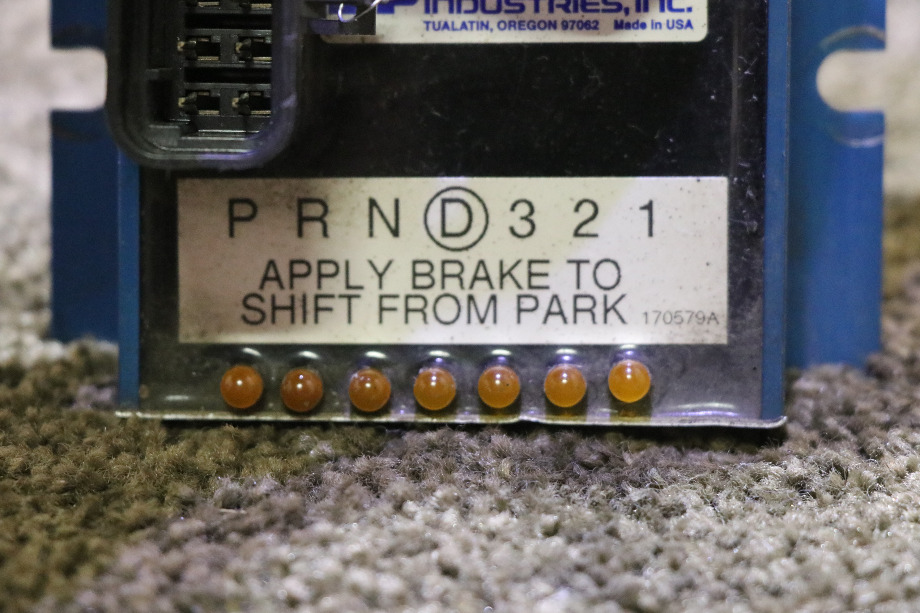 INDUSTRIES, INC.
TUALATIN, OREGON 97062 Made in USA
P R N D 3 2 1
APPLY BRAKE TO
SHIFT FROM PARK 170579A